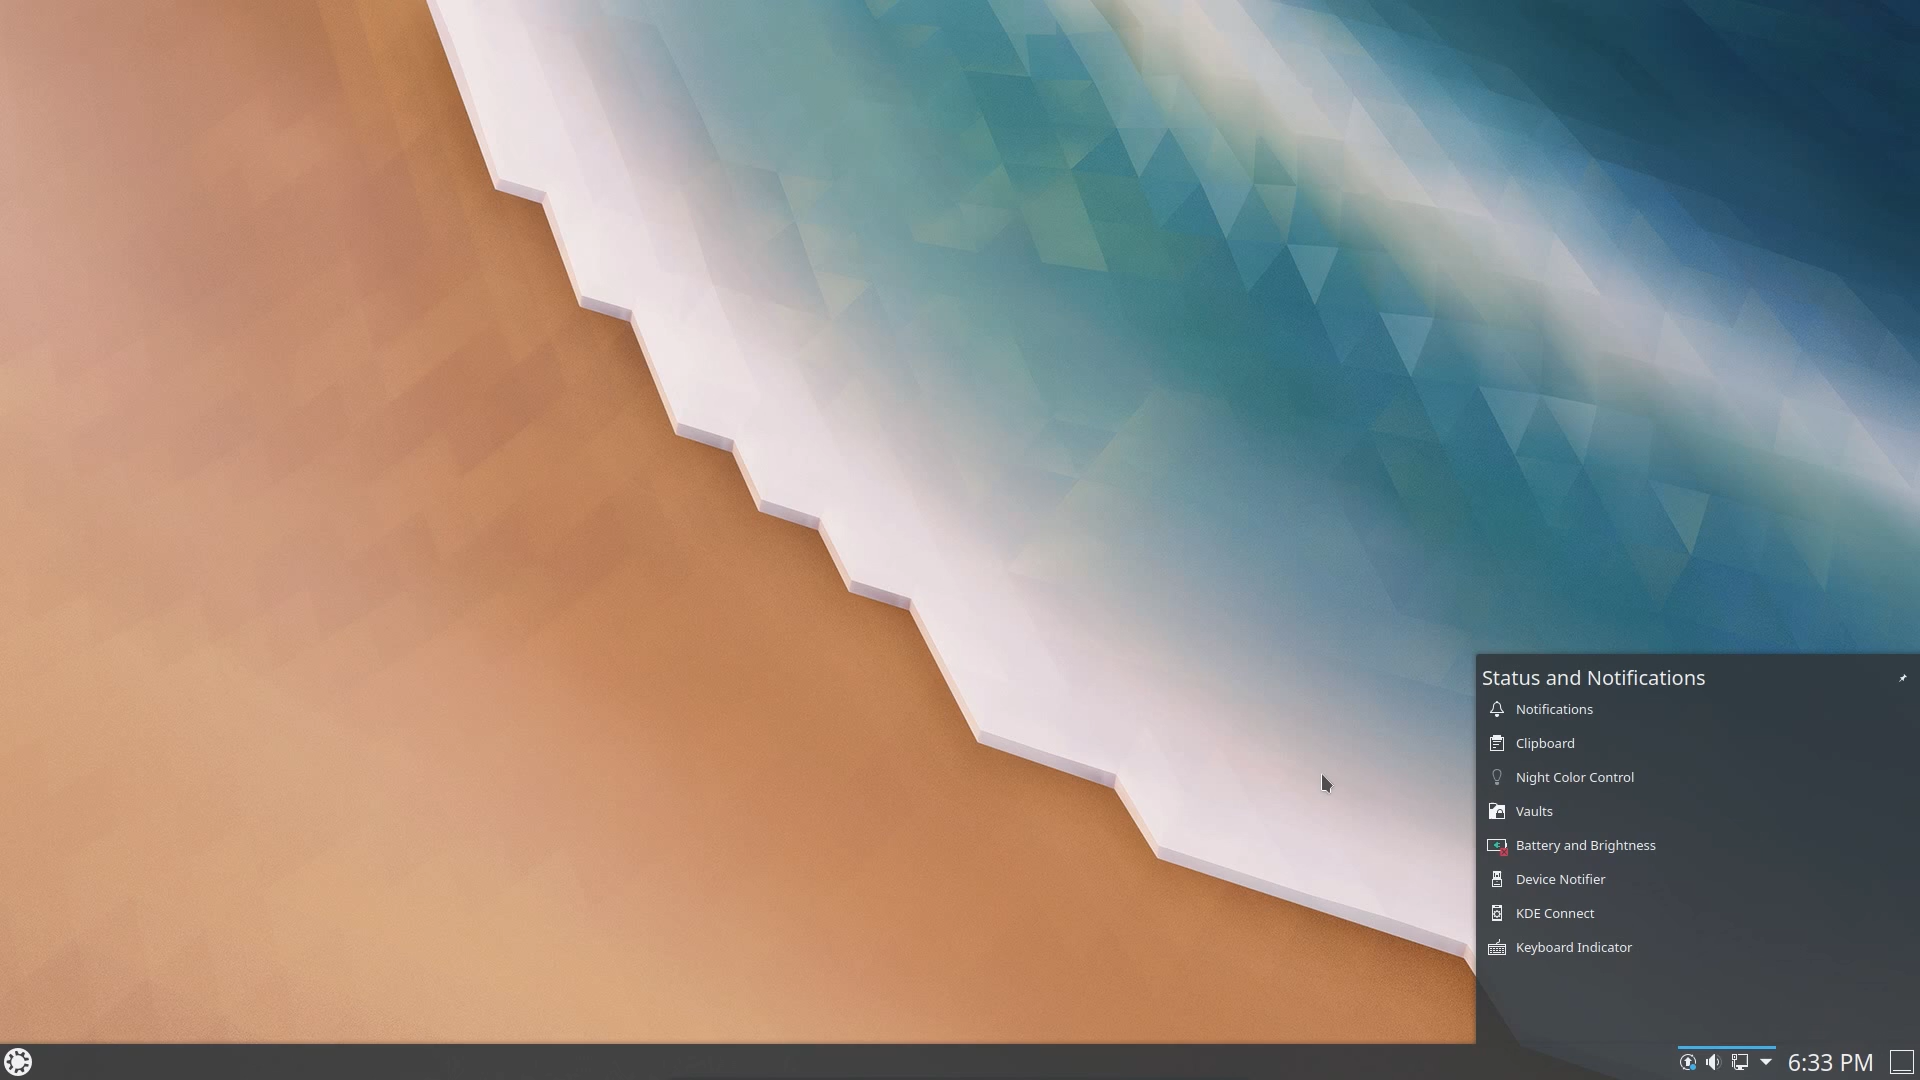 Status and Notifications
Notifications
Clipboard
Night Color Control
Vaults
Battery and Brightness
Device Notifier
KDE Connect
Keyboard Indicator
6:33 PM